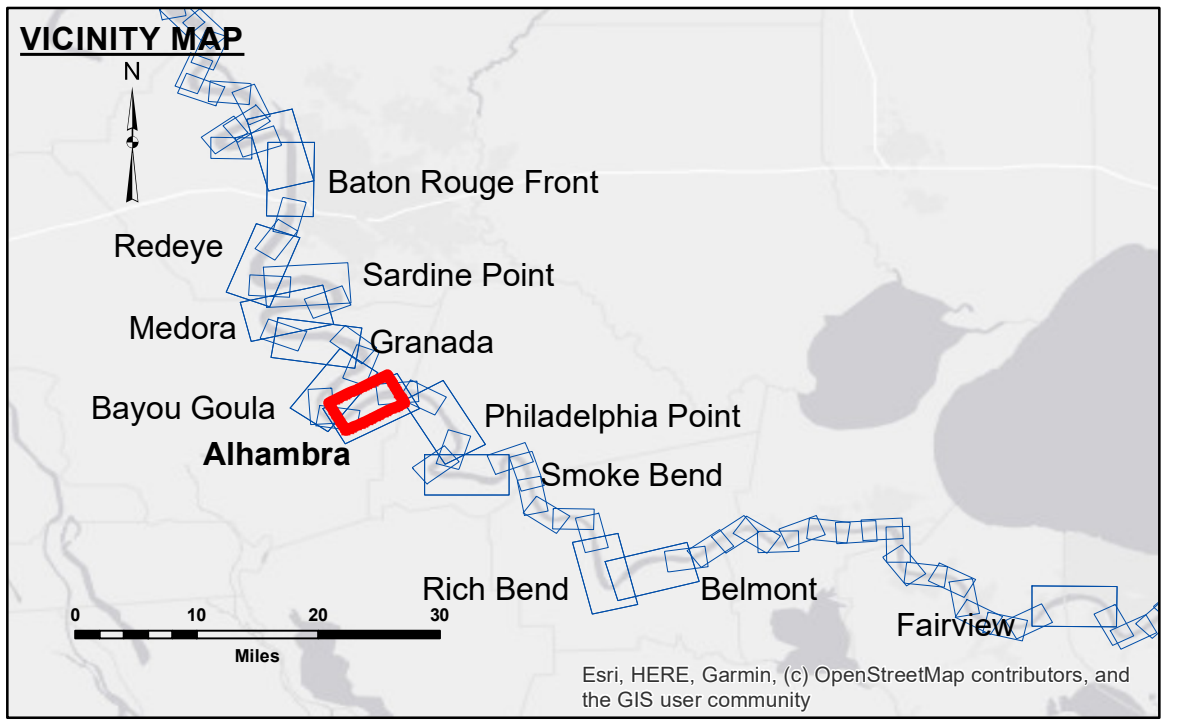 VICINITY MAP
N
Baton Rouge Front
Redeye
Sardine Point
Medora
Granada
Bayou Goula
Philadelphia Point
Alhambra
Smoke Bend
Rich Bend
Belmont
0 10 20 30
Fairview
Miles
Esri, HERE, Garmin, (c) OpenStreetMap contributors, and
the GIS user community